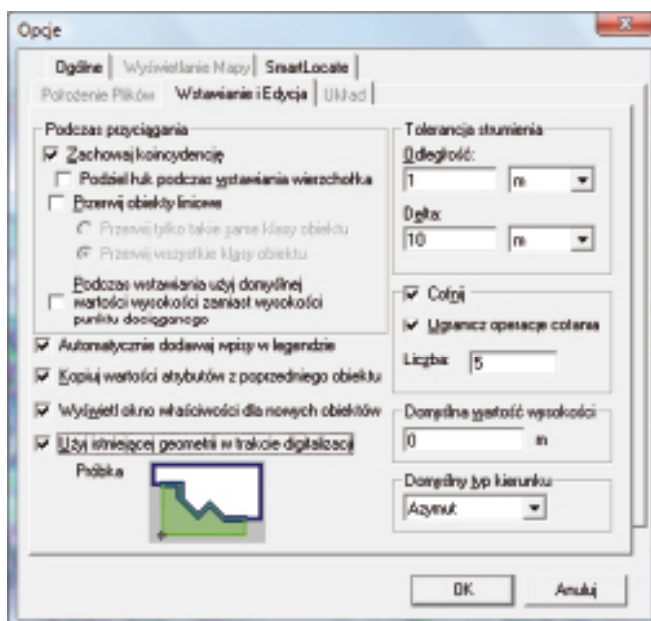 Opcje
Ogólne
Wyświetlanie Mapy
SmartLocate
Położenie Plików
Wstawianie i Edycja
Układ
Podczas przyciągania
Zachowaj koincydencję
Podziel łuk podczas wstawiania wierzchołka
Przerwij obiekty liniowe
Przerwij tylko takie same klasy obiektu
Przerwij wszystkie klasy obiektu
Podczas wstawiania użyj domyślnej
wartości wysokości zamiast wysokości
punktu dociąganego
Automatycznie dodawaj wpisy w legendzie
Kopiuj wartości atrybutów z poprzedniego obiektu
Wyświetl okno właściwości dla nowych obiektów
Użyj istniejącej geometrii w trakcie digitalizacji
Próbka
Tolerancja strumienia
Odległość:
1 m
Delta:
10 m
Cofnij
Ogranicz operacje cofania
Liczba: 5
Domyślna wartość wysokości
0 m
Domyślny typ kierunku
Azymut
OK
Anuluj